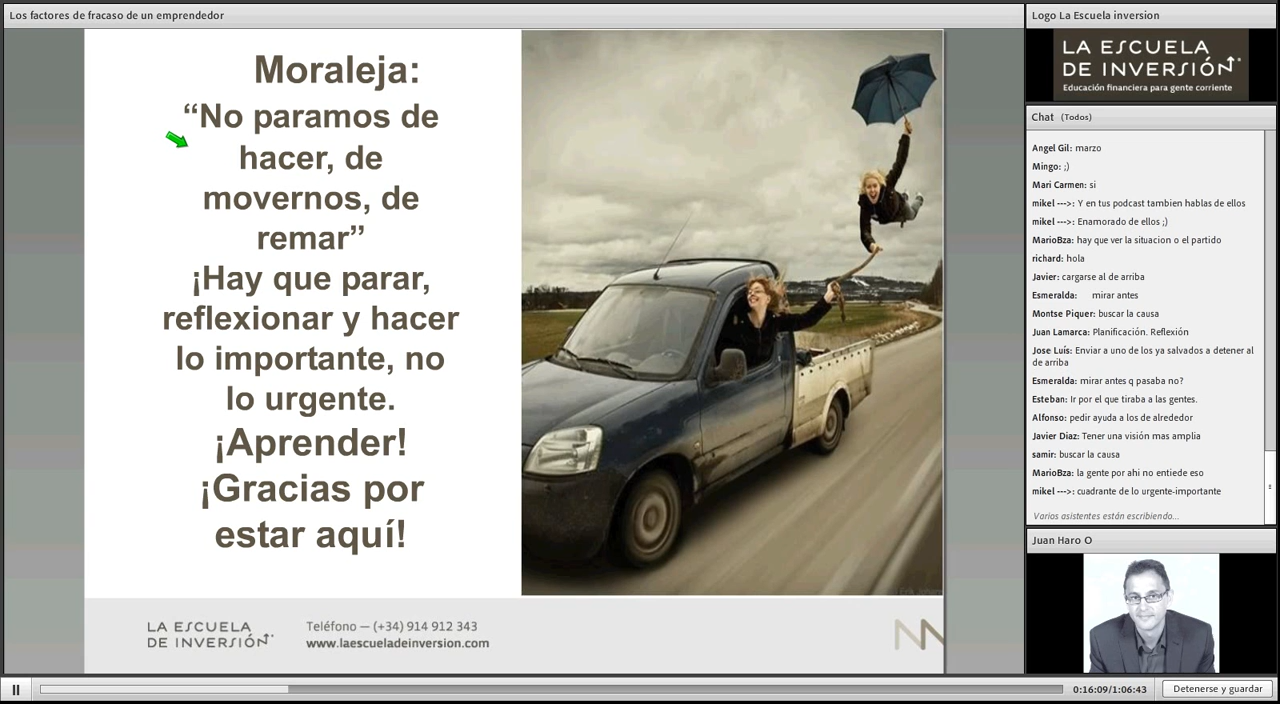 Los factores de fracaso de un emprendedor
Moraleja:
“No paramos de
hacer, de
movernos, de
remar”
¡Hay que parar,
reflexionar y hacer
lo importante, no
lo urgente.
¡Aprender!
¡Gracias por
estar aquí!
LA ESCUELA
DE INVERSIÓN
Teléfono — (+34) 914 912 343
www.laescueladeinversion.com
Logo La Escuela inversion
LA ESCUELA
DE INVERSIÓN
Educación financiera para gente corriente
Chat (Todos)
Angel Gil: marzo
Mingo: ;)
Mari Carmen: si
mikel --->: Y en tus podcast tambien hablas de ellos
mikel --->: Enamorado de ellos ;)
MarioBza: hay que ver la situacion o el partido
richard: hola
Javier: cargarse al de arriba
Esmeralda: mirar antes
Montse Piquer: buscar la causa
Juan Lamarca: Planificación. Reflexión
Jose Luís: Enviar a uno de los ya salvados a detener al
de arriba
Esmeralda: mirar antes q pasaba no?
Esteban: Ir por el que tiraba a las gentes.
Alfonso: pedir ayuda a los de alrededor
Javier Diaz: Tener una visión mas amplia
samir: buscar la causa
MarioBza: la gente por ahi no entiede eso
mikel --->: cuadrante de lo urgente-importante
Varios asistentes están escribiendo...
Juan Haro O
0:16:09/1:06:43
Detenerse y guardar